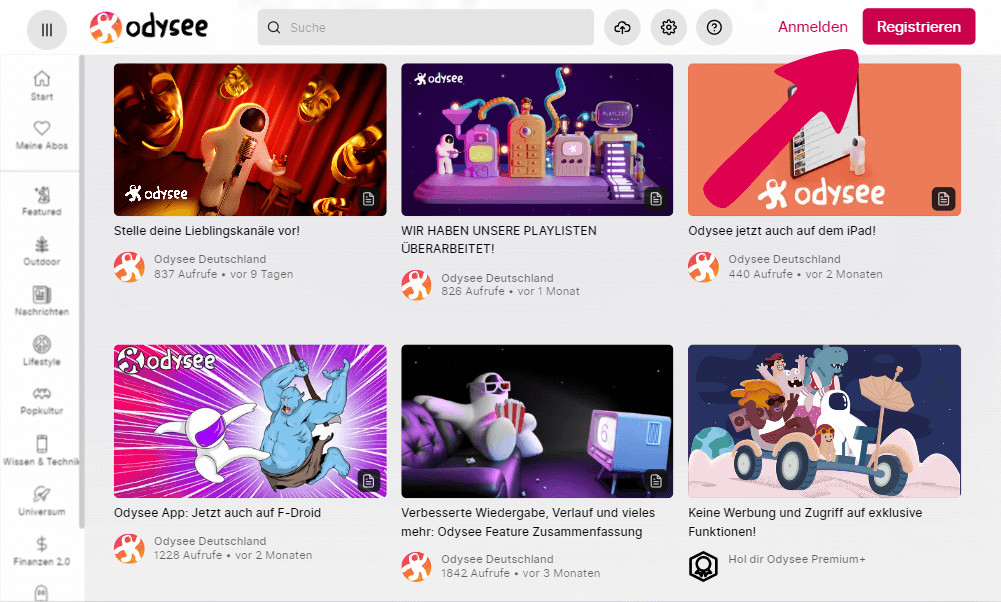 odysee
Suche
Anmelden
Registrieren
Start
Meine Abos
Featured
Outdoor
Nachrichten
Lifestyle
Popkultur
Wissen & Technik
Universum
Finanzen 2.0
odysee
odysee
PLAYLIST
odysee
Stelle deine Lieblingskanäle vor!
Odysee Deutschland
837 Aufrufe • vor 9 Tagen
WIR HABEN UNSERE PLAYLISTEN
ÜBERARBEITET!
Odysee Deutschland
826 Aufrufe • vor 1 Monat
Odysee jetzt auch auf dem iPad!
Odysee Deutschland
440 Aufrufe • vor 2 Monaten
odysee
6
Odysee App: Jetzt auch auf F-Droid
Odysee Deutschland
1228 Aufrufe • vor 2 Monaten
Verbesserte Wiedergabe, Verlauf und vieles
mehr: Odysee Feature Zusammenfassung
Odysee Deutschland
1842 Aufrufe • vor 3 Monaten
Keine Werbung und Zugriff auf exklusive
Funktionen!
Hol dir Odysee Premium+